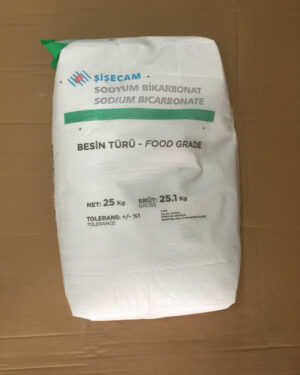 ŞİŞECAM
SODYUM BİKARBONAT
SODIUM BICARBONATE
BESİN TÜRÜ - FOOD GRADE
NET: 25 Kg
BRÜT: 25.1 Kg
GROSS
TOLERANS: +/- %1
TOLERANCE